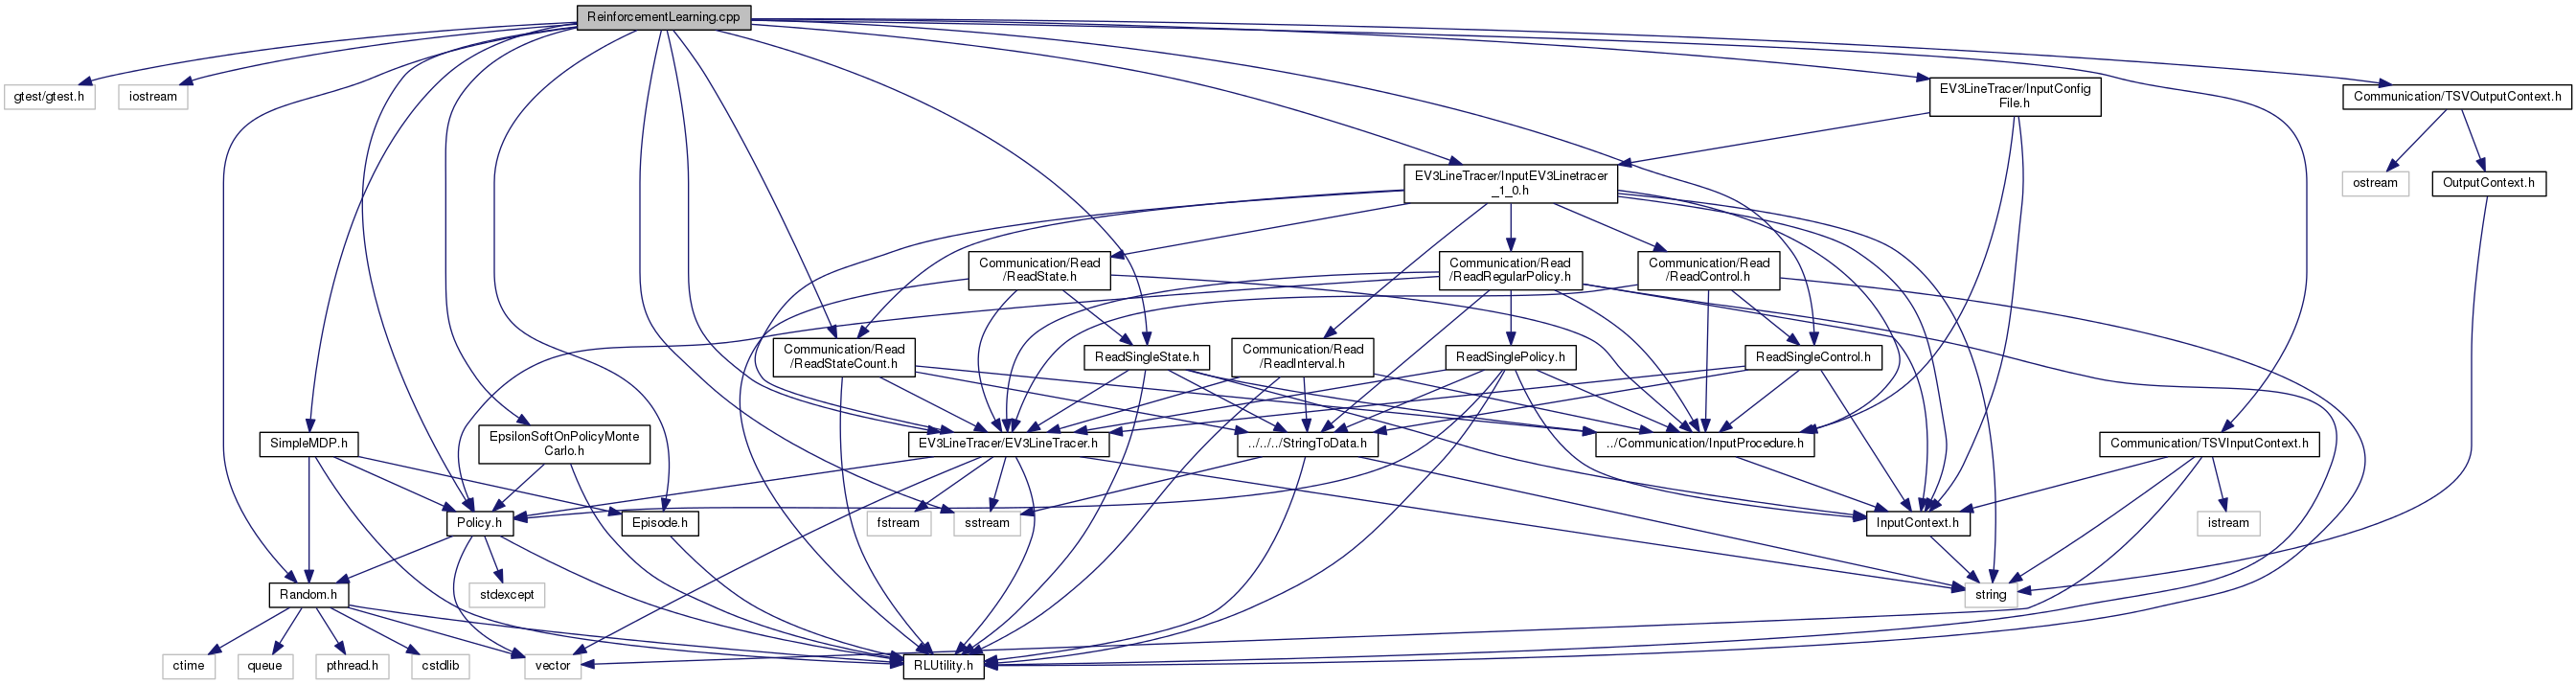 ReinforcementLearning.cpp
gtest/gtest.h
iostream
EV3LineTracer/InputConfig
File.h
Communication/TSVOutputContext.h
EV3LineTracer/InputEV3Linetracer
_1_0.h
ostream
OutputContext.h
Communication/Read
/ReadState.h
Communication/Read
/ReadRegularPolicy.h
Communication/Read
/ReadControl.h
Communication/Read
/ReadStateCount.h
ReadSingleState.h
Communication/Read
/ReadInterval.h
ReadSinglePolicy.h
ReadSingleControl.h
SimpleMDP.h
EpsilonSoftOnPolicyMonte
Carlo.h
EV3LineTracer/EV3LineTracer.h
../../../StringToData.h
../Communication/InputProcedure.h
Communication/TSVInputContext.h
Policy.h
Episode.h
fstream
sstream
InputContext.h
istream
Random.h
stdexcept
string
ctime
queue
pthread.h
cstdlib
vector
RLUtility.h